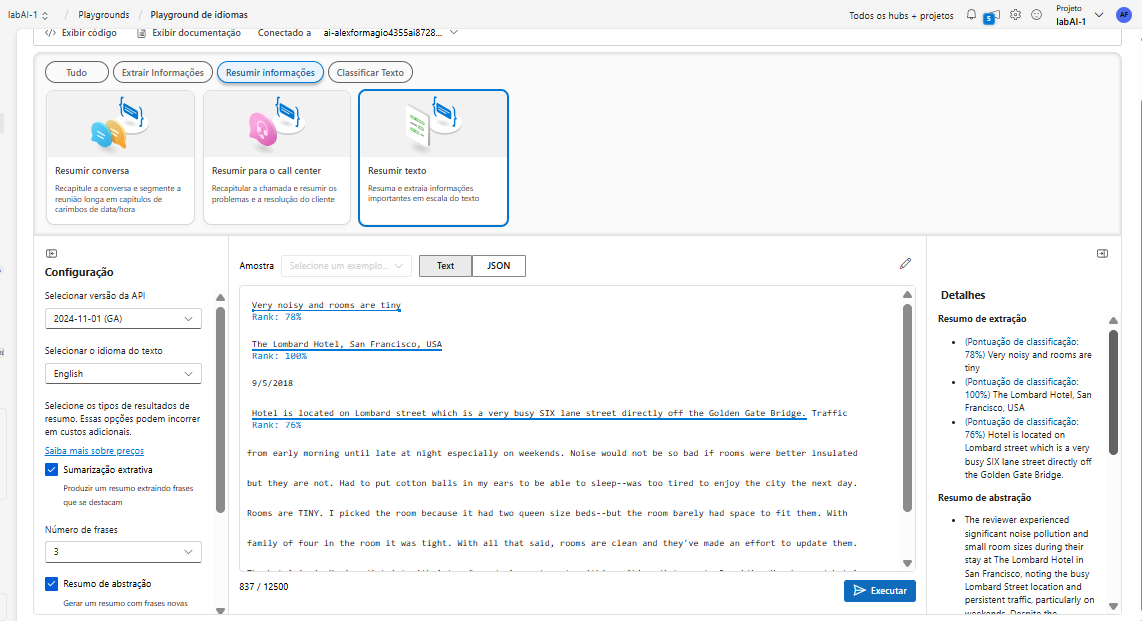 labAI-1 / Playgrounds / Playground de idiomas
Todos os hubs + projetos
5
Projeto
labAI-1
AF
Exibir código
Exibir documentação
Conectado a ai-alexformagio4355ai8728...
Tudo
Extrair Informações
Resumir informações
Classificar Texto
Resumir conversa
Recapitule a conversa e segmente a
reunião longa em capítulos de
carimbos de data/hora
Resumir para o call center
Recapitular a chamada e resumir os
problemas e a resolução do cliente
Resumir texto
Resuma e extraia informações
importantes em escala do texto
Configuração
Selecionar versão da API
2024-11-01 (GA)
Selecionar o idioma do texto
English
Selecione os tipos de resultados de
resumo. Essas opções podem incorrer
em custos adicionais.
Saiba mais sobre preços
Sumarização extrativa
Produzir um resumo extraindo frases
que se destacam
Número de frases
3
Resumo de abstração
Gerar um resumo com frases novas
Amostra
Selecione um exemplo...
Text
JSON
Very noisy and rooms are tiny
Rank: 78%
The Lombard Hotel, San Francisco, USA
Rank: 100%
9/5/2018
Hotel is located on Lombard street which is a very busy SIX lane street directly off the Golden Gate Bridge. Traffic
Rank: 76%
from early morning until late at night especially on weekends. Noise would not be so bad if rooms were better insulated
but they are not. Had to put cotton balls in my ears to be able to sleep--was too tired to enjoy the city the next day.
Rooms are TINY. I picked the room because it had two queen size beds--but the room barely had space to fit them. With
family of four in the room it was tight. With all that said, rooms are clean and they've made an effort to update them.
837 / 12500
Executar
Detalhes
Resumo de extração
(Pontuação de classificação:
78%) Very noisy and rooms are
tiny
(Pontuação de classificação:
100%) The Lombard Hotel, San
Francisco, USA
(Pontuação de classificação:
76%) Hotel is located on
Lombard street which is a very
busy SIX lane street directly off
the Golden Gate Bridge.
Resumo de abstração
The reviewer experienced
significant noise pollution and
small room sizes during their
stay at The Lombard Hotel in
San Francisco, noting the busy
Lombard Street location and
persistent traffic, particularly on
weekends. Despite the